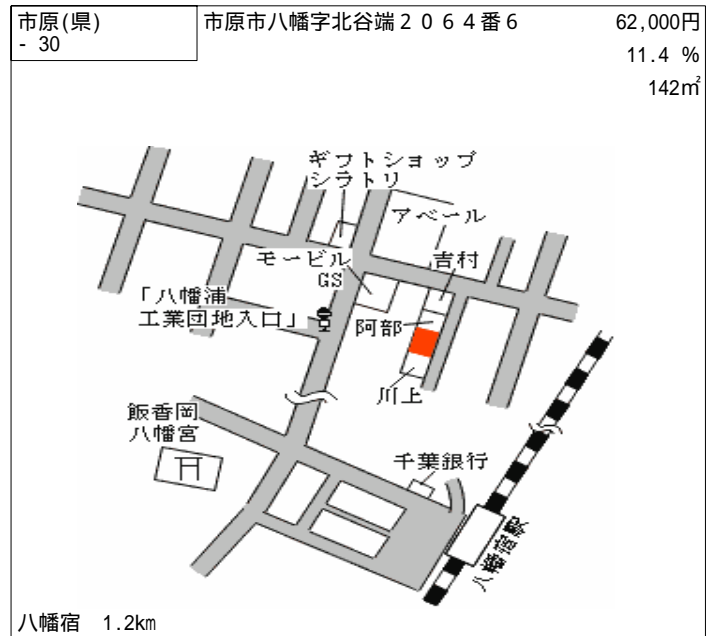 市原(県)
- 30
市原市八幡字北谷端２０６４番６
62,000円
11.4 %
142㎡
ギフトショップ
シラトリ
アベール
モービル
GS
吉村
「八幡浦
工業団地入口」
阿部
川上
飯香岡
八幡宮
千葉銀行
八幡宿駅
八幡宿 1.2km